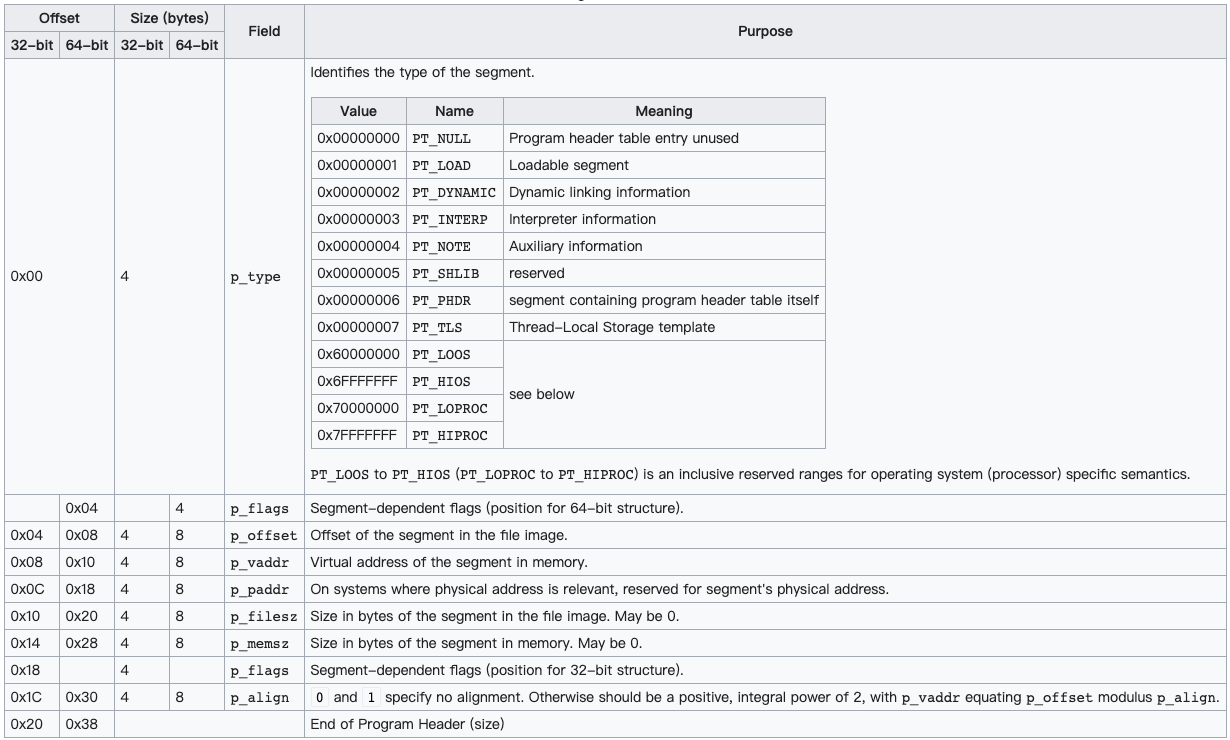 Offset Size (bytes) Field Purpose
32-bit 64-bit 32-bit 64-bit
0x00 4 p_type Identifies the type of the segment.
Value Name Meaning
0x00000000 PT_NULL Program header table entry unused
0x00000001 PT_LOAD Loadable segment
0x00000002 PT_DYNAMIC Dynamic linking information
0x00000003 PT_INTERP Interpreter information
0x00000004 PT_NOTE Auxiliary information
0x00000005 PT_SHLIB reserved
0x00000006 PT_PHDR segment containing program header table itself
0x00000007 PT_TLS Thread-Local Storage template
0x60000000 PT_LOOS see below
0x6FFFFFFF PT_HIOS
0x70000000 PT_LOPROC
0x7FFFFFFF PT_HIPROC
PT_LOOS to PT_HIOS (PT_LOPROC to PT_HIPROC) is an inclusive reserved ranges for operating system (processor) specific semantics.
0x04 4 p_flags Segment-dependent flags (position for 64-bit structure).
0x04 0x08 4 8 p_offset Offset of the segment in the file image.
0x08 0x10 4 8 p_vaddr Virtual address of the segment in memory.
0x0C 0x18 4 8 p_paddr On systems where physical address is relevant, reserved for segment's physical address.
0x10 0x20 4 8 p_filesz Size in bytes of the segment in the file image. May be 0.
0x14 0x28 4 8 p_memsz Size in bytes of the segment in memory. May be 0.
0x18 4 p_flags Segment-dependent flags (position for 32-bit structure).
0x1C 0x30 4 8 p_align 0 and 1 specify no alignment. Otherwise should be a positive, integral power of 2, with p_vaddr equating p_offset modulus p_align.
0x20 0x38 End of Program Header (size)